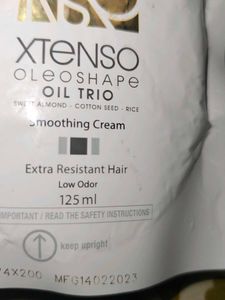 XTENSO
OLEOSHAPE
OIL TRIO
SWEET ALMOND - COTTON SEED - RICE
Smoothing Cream
Extra Resistant Hair
Low Odor
125 ml
IMPORTANT / READ THE SAFETY INSTRUCTIONS
keep upright
74X200 MFG14022023